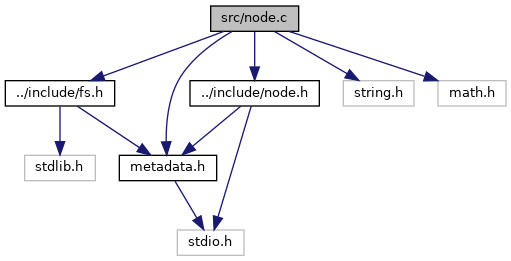 src/node.c
../include/fs.h
../include/node.h
string.h
math.h
stdlib.h
metadata.h
stdio.h